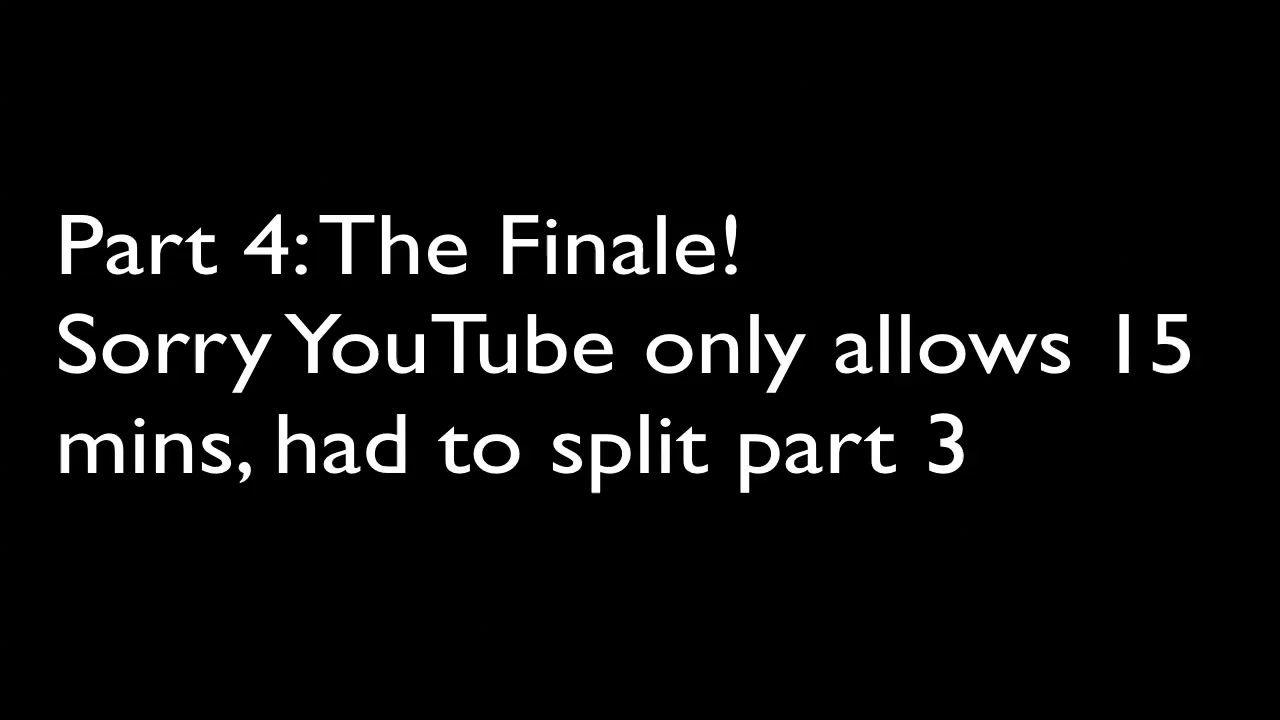 Part 4: The Finale!
Sorry YouTube only allows 15
mins, had to split part 3